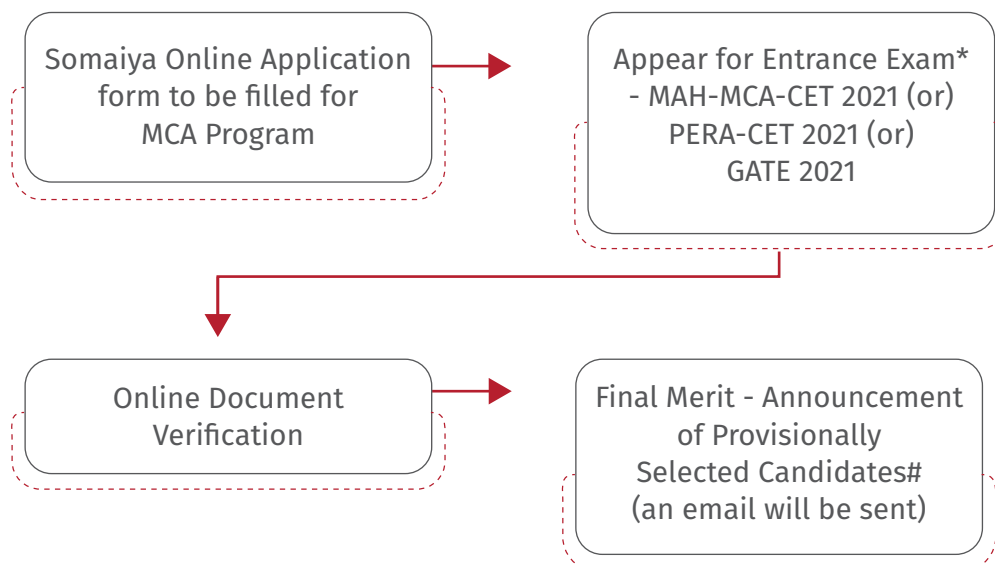 Somaiya Online Application
form to be filled for
MCA Program
Appear for Entrance Exam*
- MAH-MCA-CET 2021 (or)
PERA-CET 2021 (or)
GATE 2021
Online Document
Verification
Final Merit - Announcement
of Provisionally
Selected Candidates#
(an email will be sent)